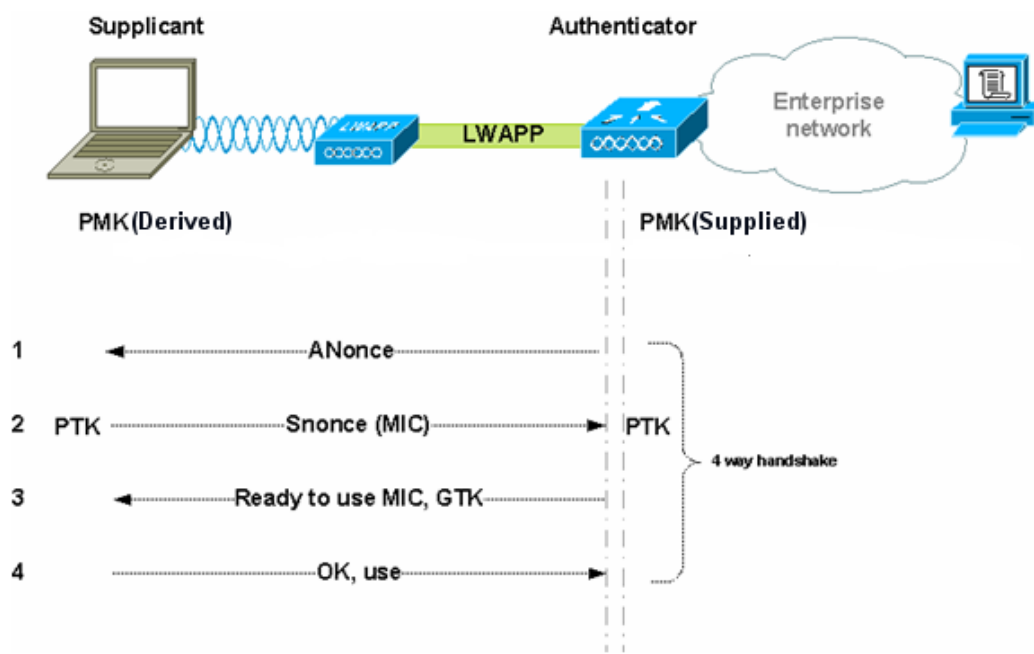 Supplicant
Authenticator
LWAPP
LWAPP
Enterprise
network
PMK(Derived)
PMK(Supplied)
1
ANonce
2
PTK
Snonce (MIC)
PTK
4 way handshake
3
Ready to use MIC, GTK
4
OK, use